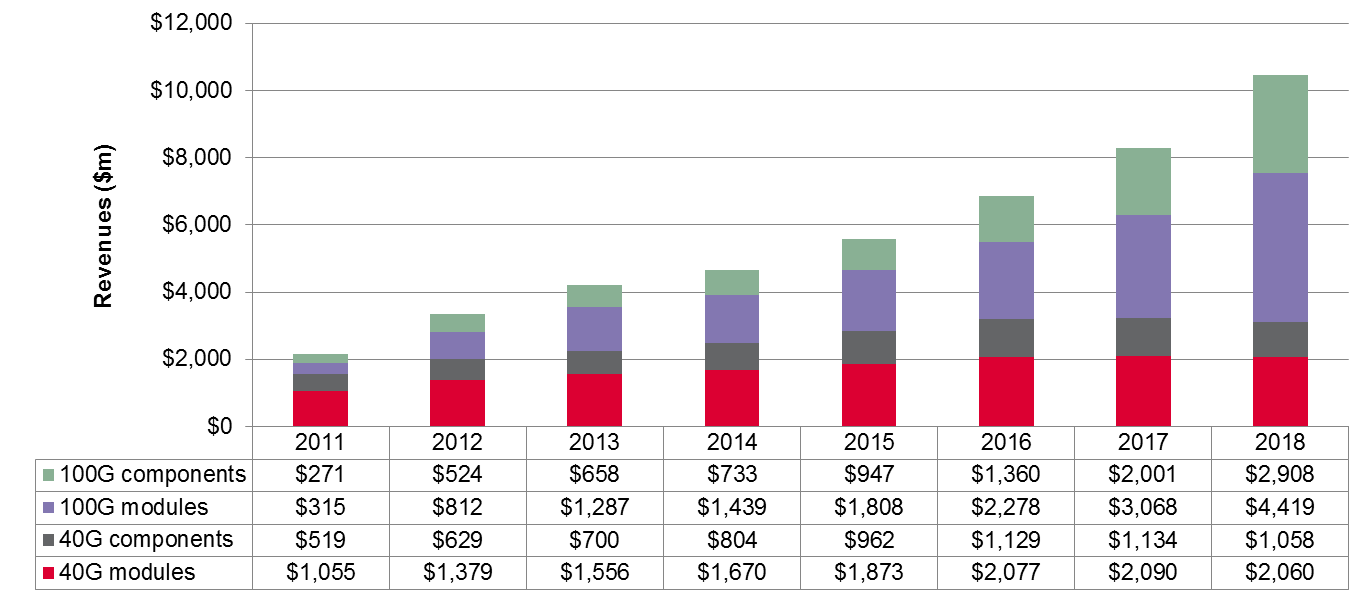 $12,000
$10,000
$8,000
$6,000
$4,000
$2,000
$0
Revenues ($m)
2011 2012 2013 2014 2015 2016 2017 2018
100G components $271 $524 $658 $733 $947 $1,360 $2,001 $2,908
100G modules $315 $812 $1,287 $1,439 $1,808 $2,278 $3,068 $4,419
40G components $519 $629 $700 $804 $962 $1,129 $1,134 $1,058
40G modules $1,055 $1,379 $1,556 $1,670 $1,873 $2,077 $2,090 $2,060